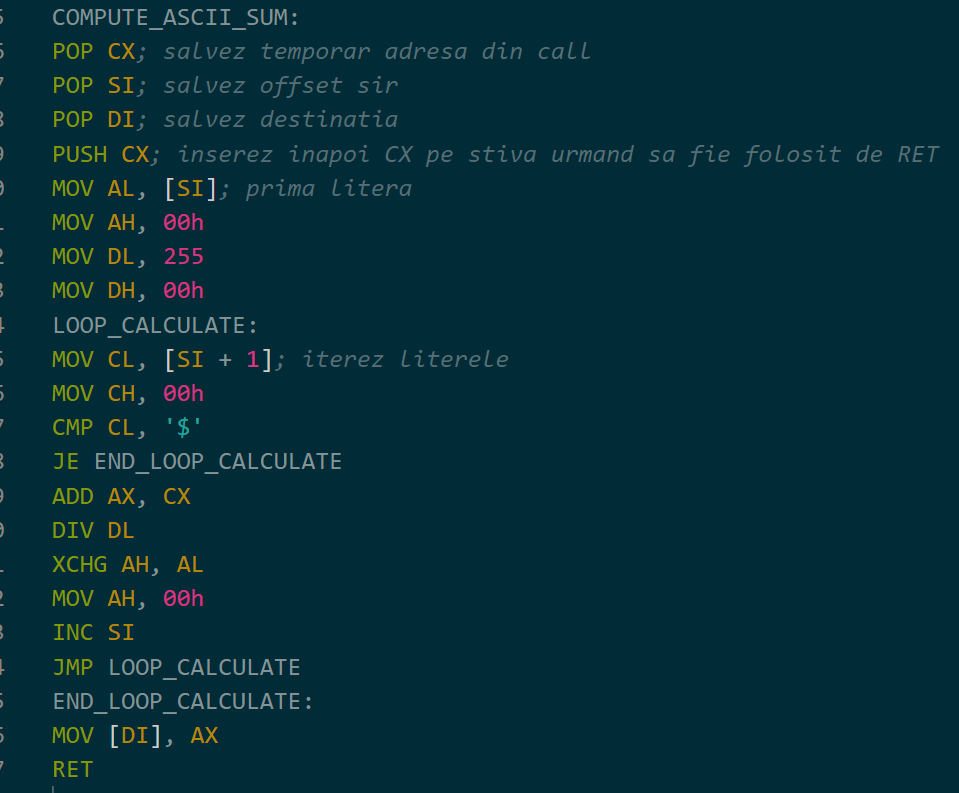 COMPUTE_ASCII_SUM:
POP CX; salvez temporar adresa din call
POP SI; salvez offset sir
POP DI; salvez destinatia
PUSH CX; inserez inapoi CX pe stiva urmand sa fie folosit de RET
MOV AL, [SI]; prima litera
MOV AH, 00h
MOV DL, 255
MOV DH, 00h
LOOP_CALCULATE:
MOV CL, [SI + 1]; iterez literele
MOV CH, 00h
CMP CL, '$'
JE END_LOOP_CALCULATE
ADD AX, CX
DIV DL
XCHG AH, AL
MOV AH, 00h
INC SI
JMP LOOP_CALCULATE
END_LOOP_CALCULATE:
MOV [DI], AX
RET